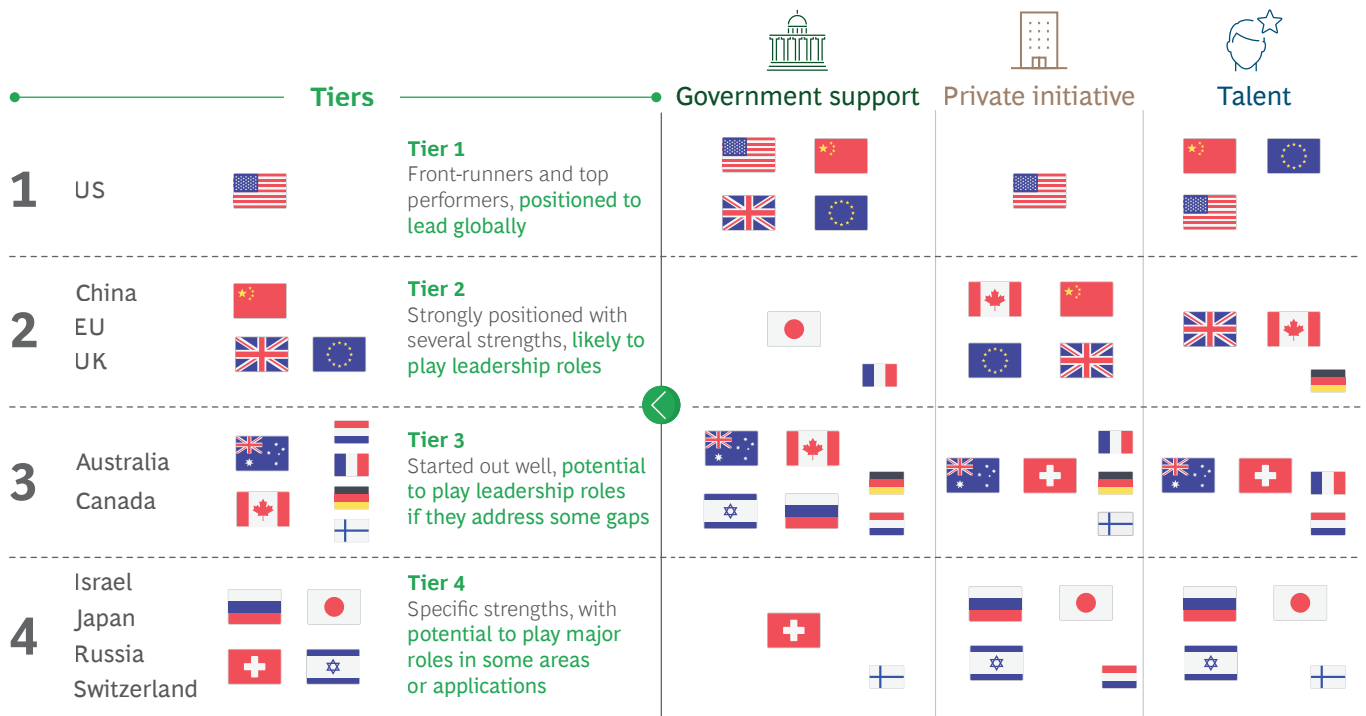 Tiers
Government support
Private initiative
Talent
1
US
Tier 1
Front-runners and top
performers, positioned to
lead globally
2
China
EU
UK
Tier 2
Strongly positioned with
several strengths, likely to
play leadership roles
3
Australia
Canada
Tier 3
Started out well, potential
to play leadership roles
if they address some gaps
4
Israel
Japan
Russia
Switzerland
Tier 4
Specific strengths, with
potential to play major
roles in some areas
or applications